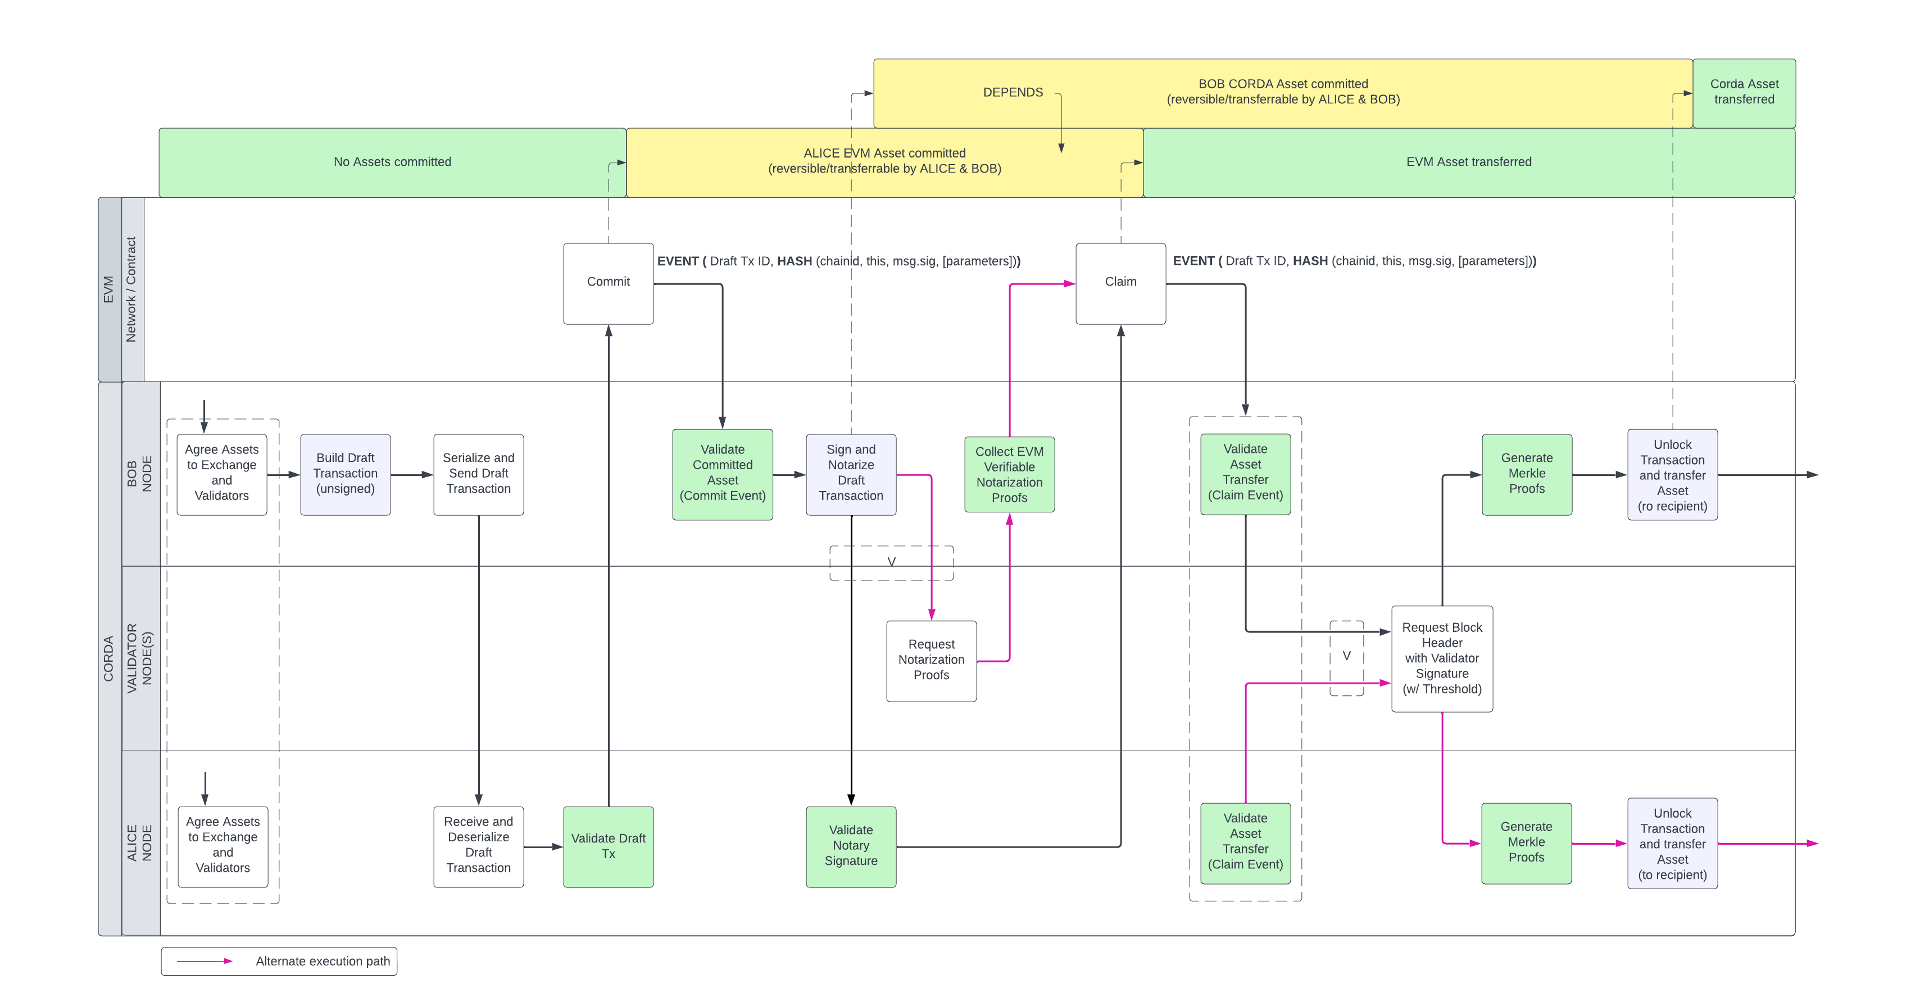 BOB CORDA Asset committed
(reversible/transferrable by ALICE & BOB)
DEPENDS
Corda Asset
transferred
No Assets committed
ALICE EVM Asset committed
(reversible/transferrable by ALICE & BOB)
EVM Asset transferred
EVM
Network / Contract
Commit
EVENT ( Draft Tx ID, HASH (chainid, this, msg.sig, [parameters]))
Claim
EVENT ( Draft Tx ID, HASH (chainid, this, msg.sig, [parameters]))
CORDA
BOB
NODE
Agree Assets
to Exchange
and
Validators
Build Draft
Transaction
(unsigned)
Serialize and
Send Draft
Transaction
Validate
Committed
Asset
(Commit Event)
Sign and
Notarize
Draft
Transaction
Collect EVM
Verifiable
Notarization
Proofs
Validate
Asset
Transfer
(Claim Event)
Generate
Merkle
Proofs
Unlock
Transaction
and transfer
Asset
(ro recipient)
V
VALIDATOR
NODE(S)
Request
Notarization
Proofs
V
Request Block
Header
with Validator
Signature
(w/ Threshold)
ALICE
NODE
Agree Assets
to Exchange
and
Validators
Receive and
Deserialize
Draft
Transaction
Validate Draft
Tx
Validate
Notary
Signature
Validate
Asset
Transfer
(Claim Event)
Generate
Merkle
Proofs
Unlock
Transaction
and transfer
Asset
(to recipient)
Alternate execution path